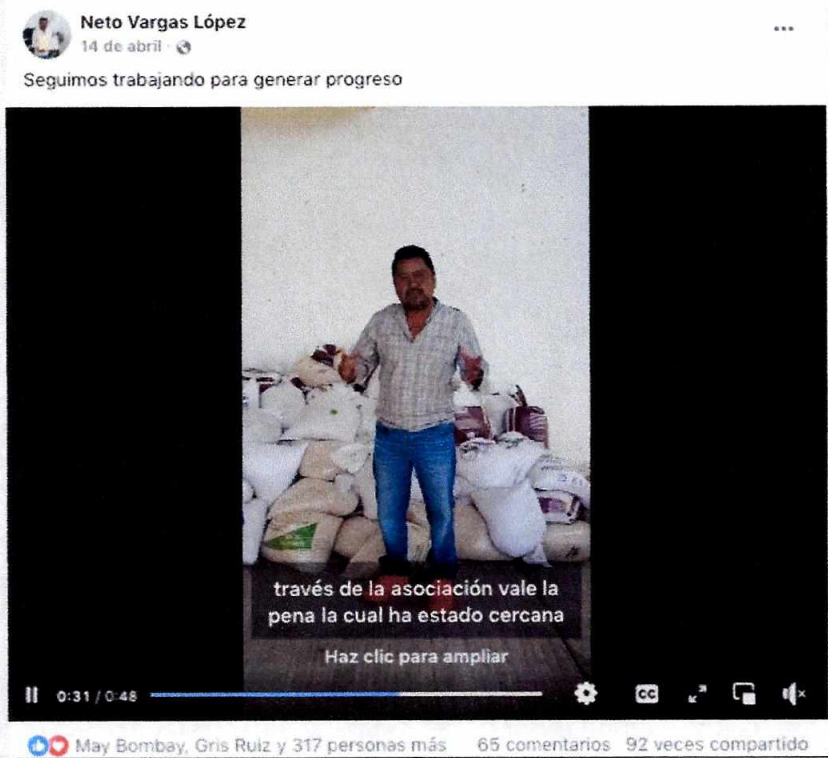 Neto Vargas López
14 de abril ·
Seguimos trabajando para generar progreso
través de la asociación vale la
pena la cual ha estado cercana
Haz clic para ampliar
0:31 / 0:48
CC
May Bombay, Gris Ruiz y 317 personas más 65 comentarios 92 veces compartido